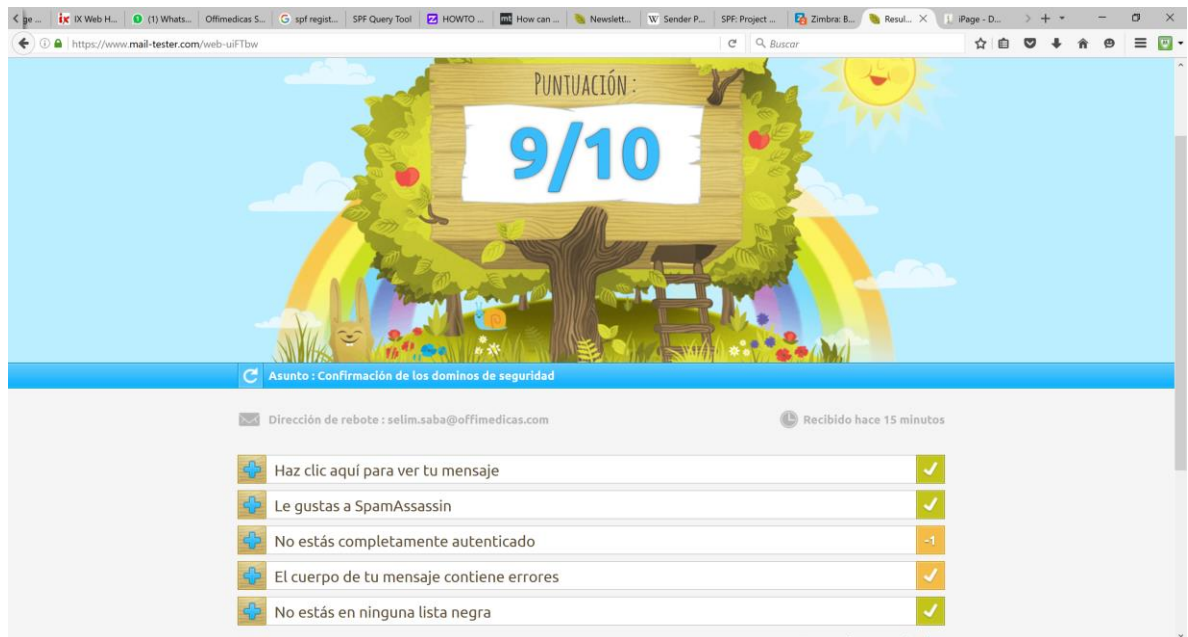 ge ...
IX Web H...
(1) Whats...
Offimedicas S...
spf regist...
SPF Query Tool
HOWTO ...
How can ...
Newslett...
Sender P...
SPF: Project ...
Zimbra: B...
Resul...
iPage - D...
https://www.mail-tester.com/web-uiFTbw
Buscar
PUNTUACIÓN :
9/10
Asunto : Confirmación de los dominos de seguridad
Dirección de rebote : selim.saba@offimedicas.com
Recibido hace 15 minutos
Haz clic aquí para ver tu mensaje
Le gustas a SpamAssassin
No estás completamente autenticado
-1
El cuerpo de tu mensaje contiene errores
No estás en ninguna lista negra